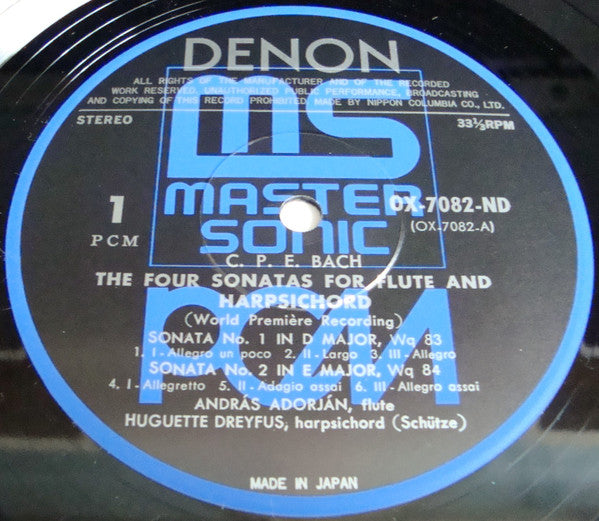 DENON
ALL RIGHTS OF THE MANUFACTURER AND OF THE RECORDED
WORK RESERVED. UNAUTHORIZED PUBLIC PERFORMANCE, BROADCASTING
AND COPYING OF THIS RECORD PROHIBITED. MADE BY NIPPON COLUMBIA CO., LTD.
STEREO
33⅓RPM
MS
MASTER
SONIC
1
PCM
OX-7082-ND
(OX-7082-A)
C. P. E. BACH
THE FOUR SONATAS FOR FLUTE AND
HARPSICHORD
(World Première Recording)
PCM
SONATA No. 1 IN D MAJOR, Wq 83
1. I-Allegro un poco 2. II-Largo 3. III-Allegro
SONATA No. 2 IN E MAJOR, Wq 84
4. I-Allegretto 5. II-Adagio assai 6. III-Allegro assai
ANDRÁS ADORJÁN, flute
HUGUETTE DREYFUS, harpsichord (Schütze)
MADE IN JAPAN